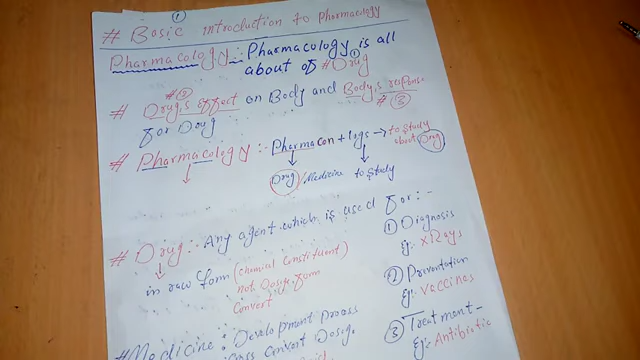 ①
# Basic introduction to Pharmacology
Pharmacology :- Pharmacology is all
about of # Drug ①
# Drug's effect on Body and Body's response
# ② # ③
for Drug
# Pharmacology :- Pharmacon + logs → to study
about Drug
Drug / Medicine to study
# Drug :- Any agent which is used for :-
in raw form (chemical constituent
not Dosage form
convert)
① Diagnosis
Eg: X Rays
② Prevontation
Eg: Vaccines
③ Treatment -
Eg: Antibiotic
# Medicine :- Development process
convert Dosage